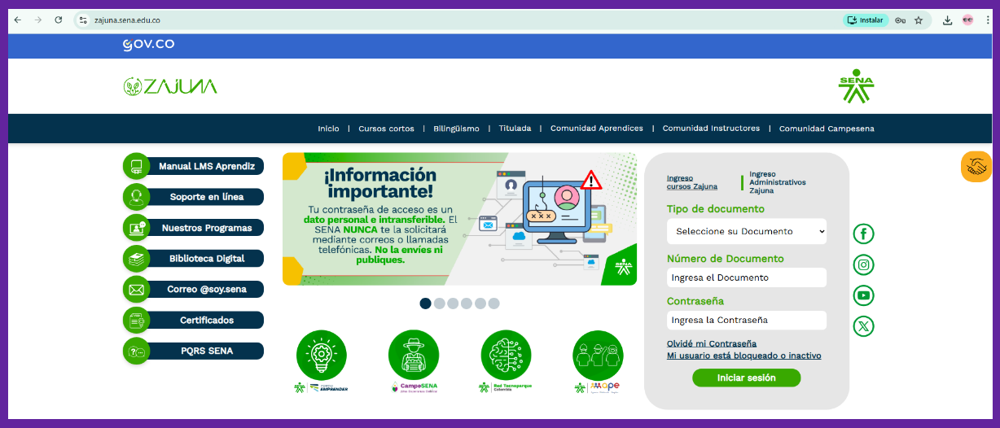 zajuna.sena.edu.co
Instalar
GOV.CO
ZAJUNA
SENA
Inicio | Cursos cortos | Bilingüismo | Titulada | Comunidad Aprendices | Comunidad Instructores | Comunidad Campesena
Manual LMS Aprendiz
Soporte en línea
Nuestros Programas
Biblioteca Digital
Correo @soy.sena
Certificados
PQRS SENA
¡Información
importante!
Tu contraseña de acceso es un
dato personal e intransferible. El
SENA NUNCA te la solicitará
mediante correos o llamadas
telefónicas. No la envíes ni
publiques.
SENA
EMPRENDER
CampeSENA
Red Tecnoparque
Colombia
Ingreso
cursos Zajuna
Ingreso
Administrativos
Zajuna
Tipo de documento
Seleccione su Documento
Número de Documento
Ingresa el Documento
Contraseña
Ingresa la Contraseña
Olvidé mi Contraseña
Mi usuario está bloqueado o inactivo
Iniciar sesión